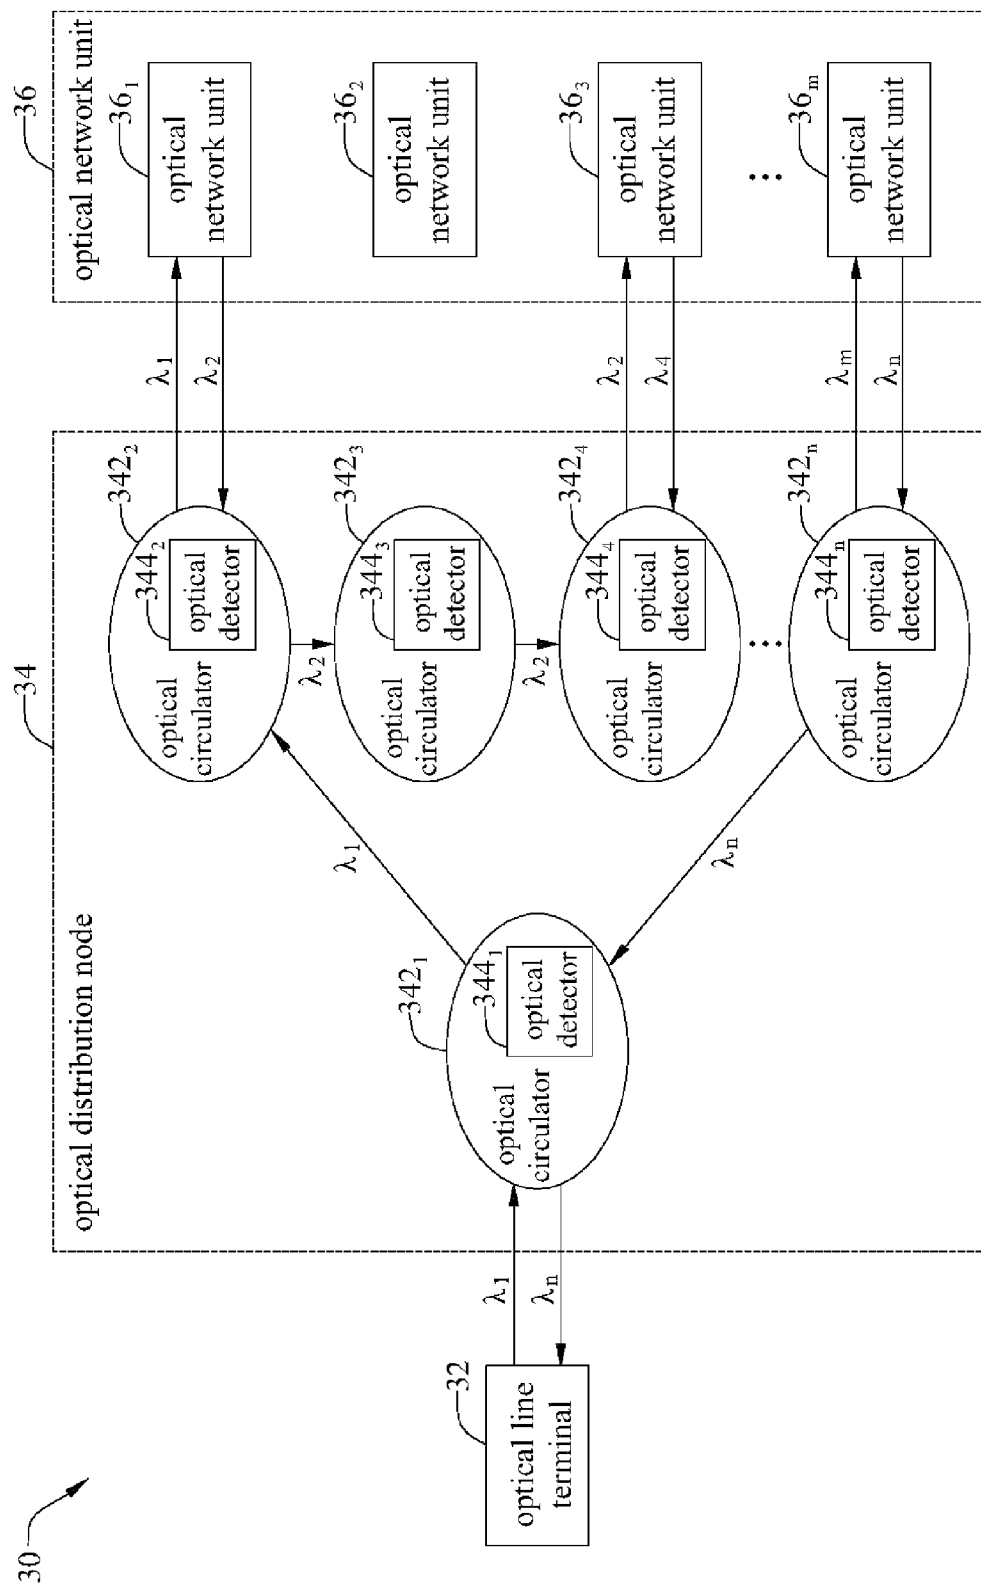 30
32
optical line
terminal
λ₁
λₙ
34
optical distribution node
342₁
344₁
optical
circulator
optical
detector
λ₁
λₙ
342₂
344₂
optical
circulator
optical
detector
λ₂
342₃
344₃
optical
circulator
optical
detector
λ₂
342₄
344₄
optical
circulator
optical
detector
...
342ₙ
344ₙ
optical
circulator
optical
detector
λ₁
λ₂
λ₂
λ₄
λₘ
λₙ
36
optical network unit
36₁
optical
network unit
36₂
optical
network unit
36₃
optical
network unit
...
36ₘ
optical
network unit